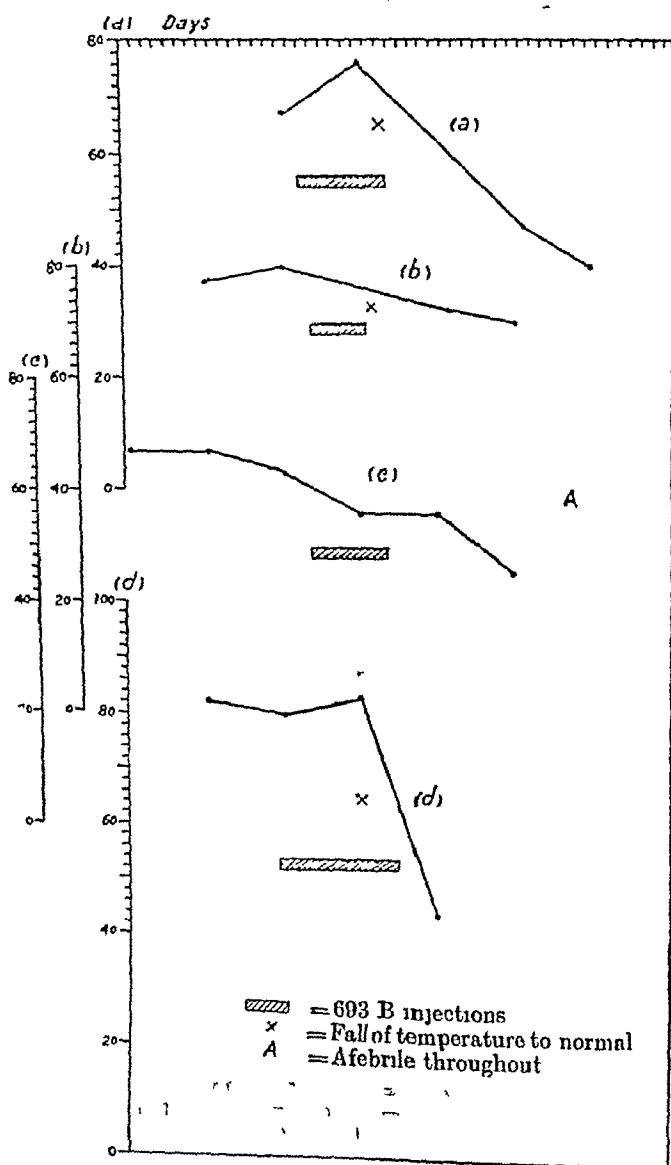 (a) Days
80
(a)
60
(b)
80 40
(b)
(c)
80 60 20
(c)
60 40 0
A
(d)
40 20 100
0 80
(d)
0 60
40
= 693 B injections
× = Fall of temperature to normal
A = Afebrile throughout
20
0